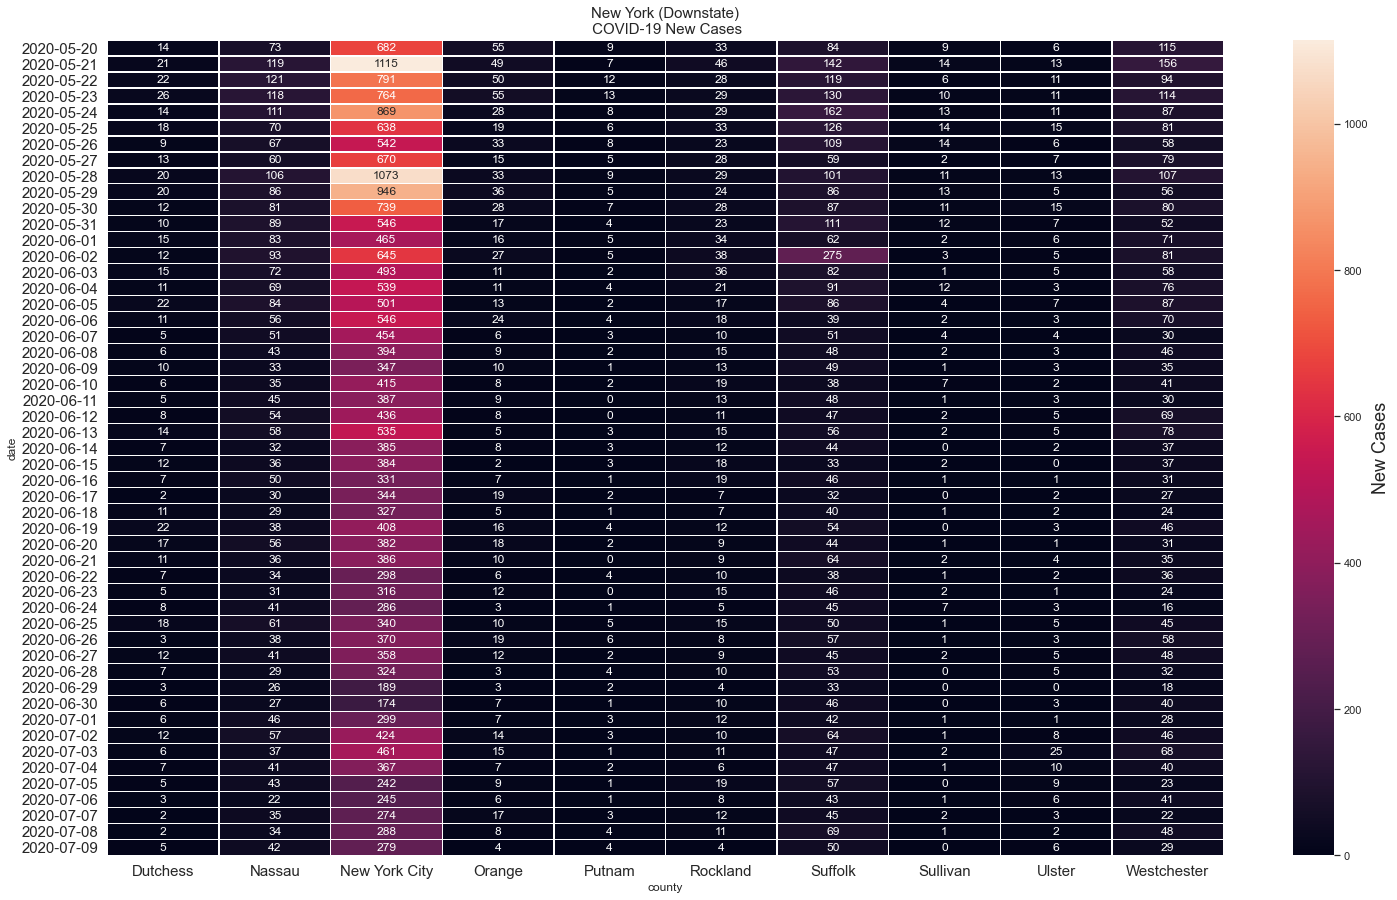 New York (Downstate)
COVID-19 New Cases
2020-05-20 14 73 682 55 9 33 84 9 6 115
2020-05-21 21 119 1115 49 7 46 142 14 13 156
2020-05-22 22 121 791 50 12 28 119 6 11 94
2020-05-23 26 118 764 55 13 29 130 10 11 114
2020-05-24 14 111 869 28 8 29 162 13 11 87
2020-05-25 18 70 638 19 6 33 126 14 15 81
2020-05-26 9 67 542 33 8 23 109 14 6 58
2020-05-27 13 60 670 15 5 28 59 2 7 79
2020-05-28 20 106 1073 33 9 29 101 11 13 107
2020-05-29 20 86 946 36 5 24 86 13 5 56
2020-05-30 12 81 739 28 7 28 87 11 15 80
2020-05-31 10 89 546 17 4 23 111 12 7 52
2020-06-01 15 83 465 16 5 34 62 2 6 71
2020-06-02 12 93 645 27 5 38 275 3 5 81
2020-06-03 15 72 493 11 2 36 82 1 5 58
2020-06-04 11 69 539 11 4 21 91 12 3 76
2020-06-05 22 84 501 13 2 17 86 4 7 87
2020-06-06 11 56 546 24 4 18 39 2 3 70
2020-06-07 5 51 454 6 3 10 51 4 4 30
2020-06-08 6 43 394 9 2 15 48 2 3 46
2020-06-09 10 33 347 10 1 13 49 1 3 35
2020-06-10 6 35 415 8 2 19 38 7 2 41
2020-06-11 5 45 387 9 0 13 48 1 3 30
2020-06-12 8 54 436 8 0 11 47 2 5 69
2020-06-13 14 58 535 5 3 15 56 2 5 78
2020-06-14 7 32 385 8 3 12 44 0 2 37
2020-06-15 12 36 384 2 3 18 33 2 0 37
2020-06-16 7 50 331 7 1 19 46 1 1 31
2020-06-17 2 30 344 19 2 7 32 0 2 27
2020-06-18 11 29 327 5 1 7 40 1 2 24
2020-06-19 22 38 408 16 4 12 54 0 3 46
2020-06-20 17 56 382 18 2 9 44 1 1 31
2020-06-21 11 36 386 10 0 9 64 2 4 35
2020-06-22 7 34 298 6 4 10 38 1 2 36
2020-06-23 5 31 316 12 0 15 46 2 1 24
2020-06-24 8 41 286 3 1 5 45 7 3 16
2020-06-25 18 61 340 10 5 15 50 1 5 45
2020-06-26 3 38 370 19 6 8 57 1 3 58
2020-06-27 12 41 358 12 2 9 45 2 5 48
2020-06-28 7 29 324 3 4 10 53 0 5 32
2020-06-29 3 26 189 3 2 4 33 0 0 18
2020-06-30 6 27 174 7 1 10 46 0 3 40
2020-07-01 6 46 299 7 3 12 42 1 1 28
2020-07-02 12 57 424 14 3 10 64 1 8 46
2020-07-03 6 37 461 15 1 11 47 2 25 68
2020-07-04 7 41 367 7 2 6 47 1 10 40
2020-07-05 5 43 242 9 1 19 57 0 9 23
2020-07-06 3 22 245 6 1 8 43 1 6 41
2020-07-07 2 35 274 17 3 12 45 2 3 22
2020-07-08 2 34 288 8 4 11 69 1 2 48
2020-07-09 5 42 279 4 4 4 50 0 6 29
Dutchess Nassau New York City Orange Putnam Rockland Suffolk Sullivan Ulster Westchester
county
date
1000
800
600
400
200
0
New Cases